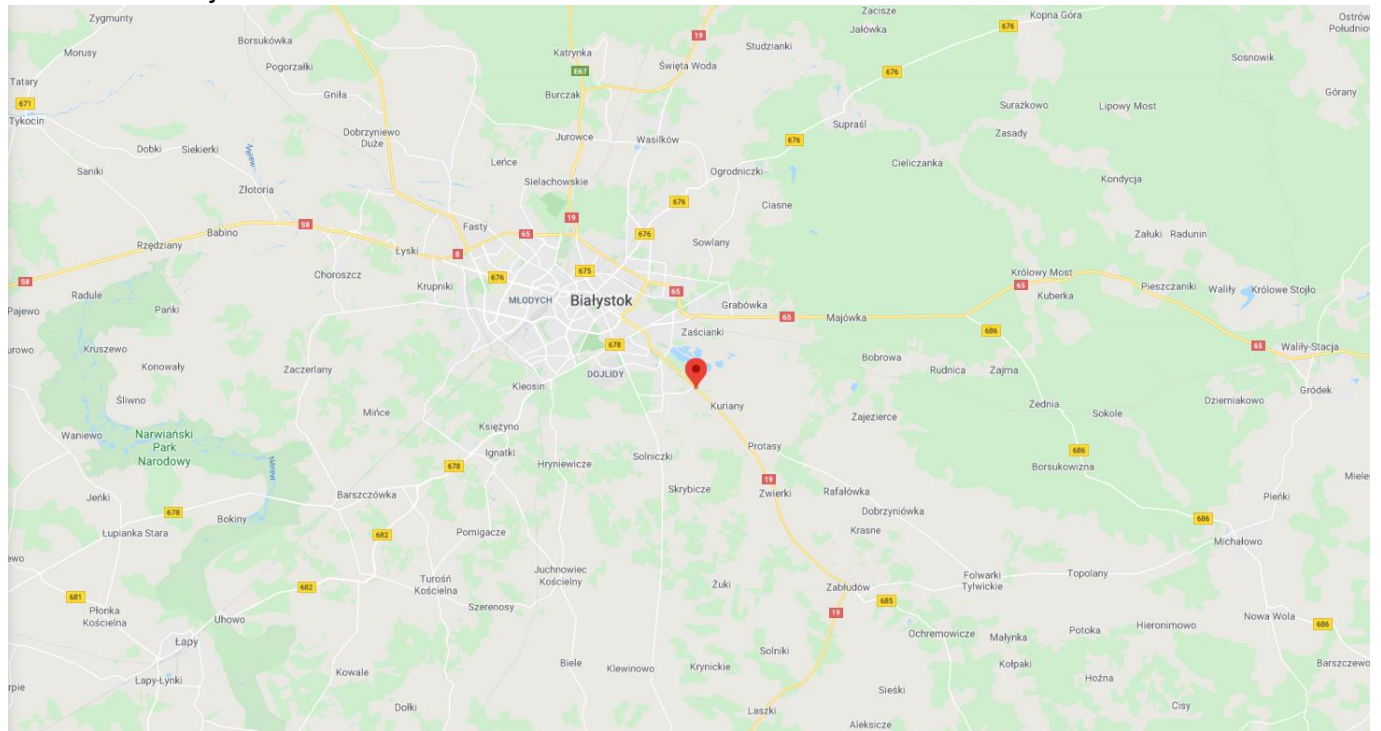 Zacisze
Zygmunty
Kopna Góra
Ostrów
Południo
Jałówka
676
19
Borsukówka
Studzianki
Morusy
Katrynka
Sosnowik
Pogorzałki
Święta Woda
E67
676
Tatary
Gniła
Burczak
Górany
671
Surażkowo
Lipowy Most
Tykocin
Supraśl
Dobrzyniewo
Duże
Jurowce
Wasilków
676
Zasady
Dobki
Siekierki
Narew
Leńce
Cieliczanka
Saniki
Ogrodniczki
Sielachowskie
Kondycja
Złotoria
676
Ciasne
19
58
Babino
Fasty
65
676
Załuki
Radunin
Rzędziany
Łyski
8
Sowlany
Choroszcz
676
675
Królowy Most
58
Krupniki
65
Pieszczaniki
Waliły
Królowe Stojło
Radule
MŁODYCH
Białystok
Kuberka
Pajewo
Pańki
Grabówka
65
Majówka
Zaścianki
686
678
65
Waliły-Stacja
urowo
Kruszewo
Bobrowa
Konowały
Zaczerlany
DOJLIDY
Rudnica
Zajma
Kleosin
Gródek
Śliwno
Kuriany
Żednia
Dzierniakowo
Mińce
Zajezierce
Sokole
Księżyno
Waniewo
Narwiański
Park
Narodowy
Protasy
Ignatki
686
Hryniewicze
Solniczki
678
Borsukowizna
Narew
19
Mieles
Skrybicze
Zwierki
Rafałówka
Jeńki
Barszczówka
Pieńki
678
Bokiny
Dobrzyniówka
686
Łupianka Stara
682
Pomigacze
Krasne
Michałowo
ewo
Juchnowiec
Kościelny
Turośń
Kościelna
Żuki
Zabłudów
Folwarki
Tylwickie
Topolany
682
681
685
Płonka
Kościelna
Szerenosy
19
Uhowo
Nowa Wola
686
Hieronimowo
Łapy
Ochremowicze
Małynka
Potoka
Solniki
Biele
Klewinowo
Krynickie
Kołpaki
Barszczewo
Kowale
Łapy-Łynki
Hoźna
rpie
Sieśki
Dołki
Cisy
Laszki
Aleksicze